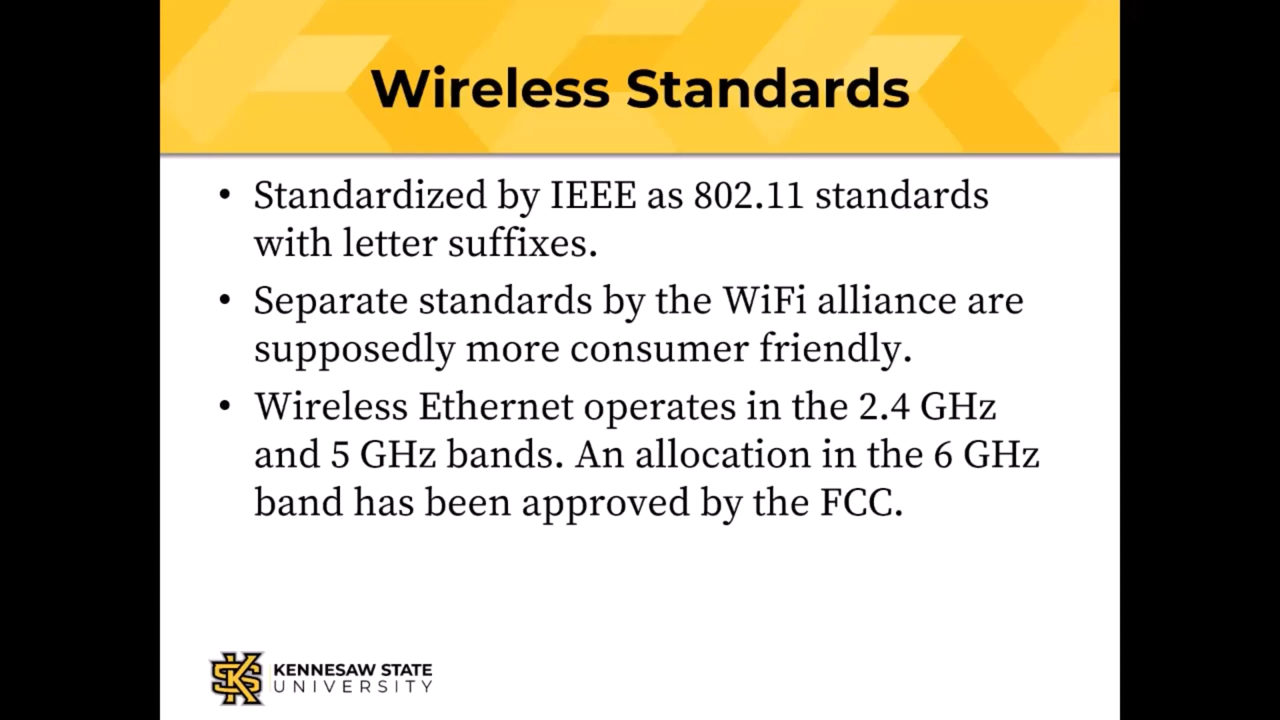 Wireless Standards
• Standardized by IEEE as 802.11 standards
with letter suffixes.
• Separate standards by the WiFi alliance are
supposedly more consumer friendly.
• Wireless Ethernet operates in the 2.4 GHz
and 5 GHz bands. An allocation in the 6 GHz
band has been approved by the FCC.
KENNESAW STATE
UNIVERSITY